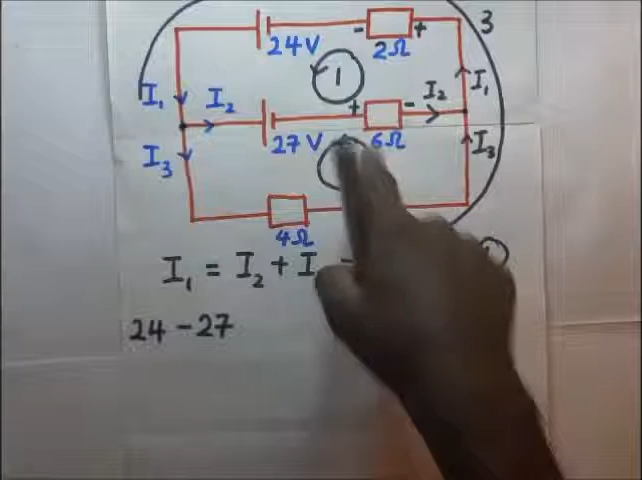 3
24V
- 2Ω +
1
I₁ I₂ + - I₂ I₁
27V 6Ω I₃
I₃
4Ω
I₁ = I₂ + I
24 - 27